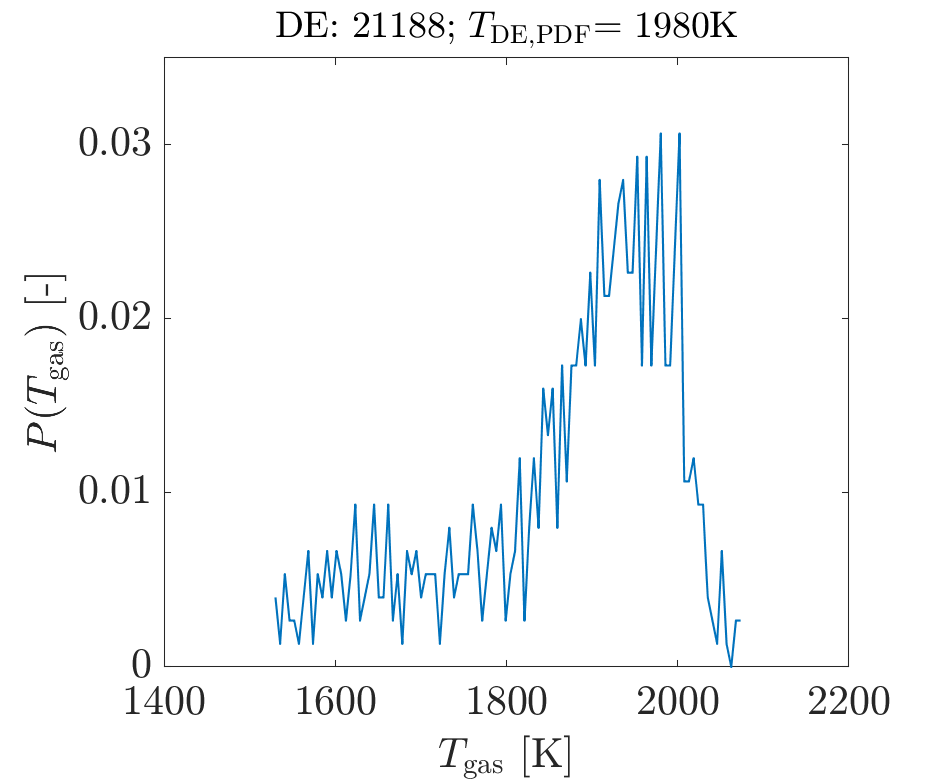 DE: 21188; T_DE,PDF= 1980K
0.03
0.02
0.01
0
P(T_gas) [-]
1400 1600 1800 2000 2200
T_gas [K]